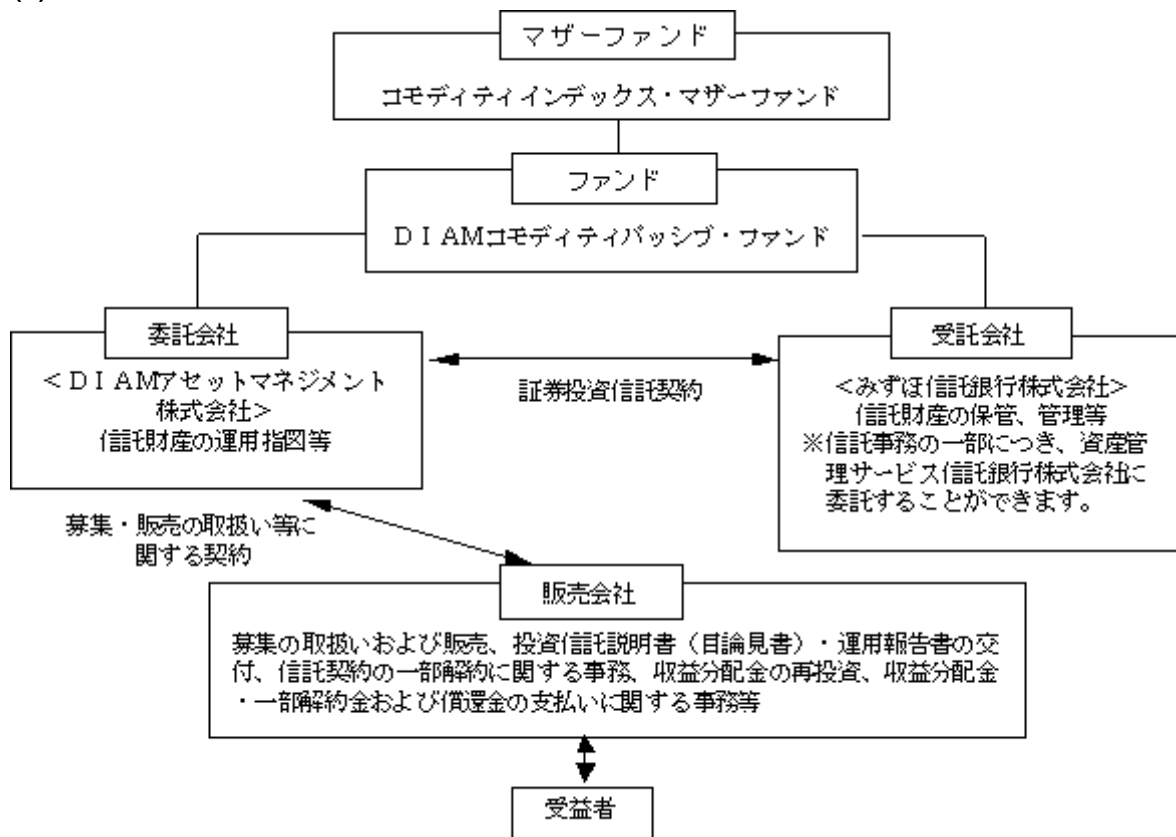 マザーファンド
コモディティインデックス・マザーファンド
ファンド
ＤＩＡＭコモディティパッシヴ・ファンド
委託会社
＜ＤＩＡＭアセットマネジメント
株式会社＞
信託財産の運用指図等
証券投資信託契約
受託会社
＜みずほ信託銀行株式会社＞
信託財産の保管、管理等
※信託事務の一部につき、資産管
理サービス信託銀行株式会社に
委託することができます。
募集・販売の取扱い等に
関する契約
販売会社
募集の取扱いおよび販売、投資信託説明書（目論見書）・運用報告書の交
付、信託契約の一部解約に関する事務、収益分配金の再投資、収益分配金
・一部解約金および償還金の支払いに関する事務等
受益者